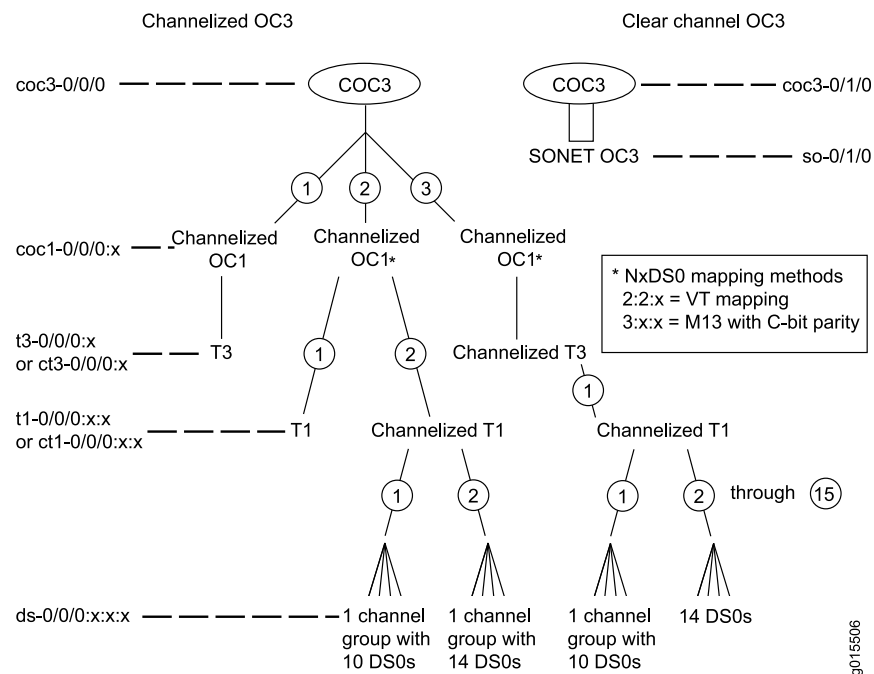 Channelized OC3
Clear channel OC3
coc3-0/0/0
COC3
COC3
coc3-0/1/0
SONET OC3
so-0/1/0
1
2
3
coc1-0/0/0:x
Channelized
OC1
Channelized
OC1*
Channelized
OC1*
* NxDS0 mapping methods
2:2:x = VT mapping
3:x:x = M13 with C-bit parity
t3-0/0/0:x
or ct3-0/0/0:x
T3
1
2
Channelized T3
1
t1-0/0/0:x:x
or ct1-0/0/0:x:x
T1
Channelized T1
Channelized T1
1
2
1
2
through
15
ds-0/0/0:x:x:x
1 channel
group with
10 DS0s
1 channel
group with
14 DS0s
1 channel
group with
10 DS0s
14 DS0s
g015506